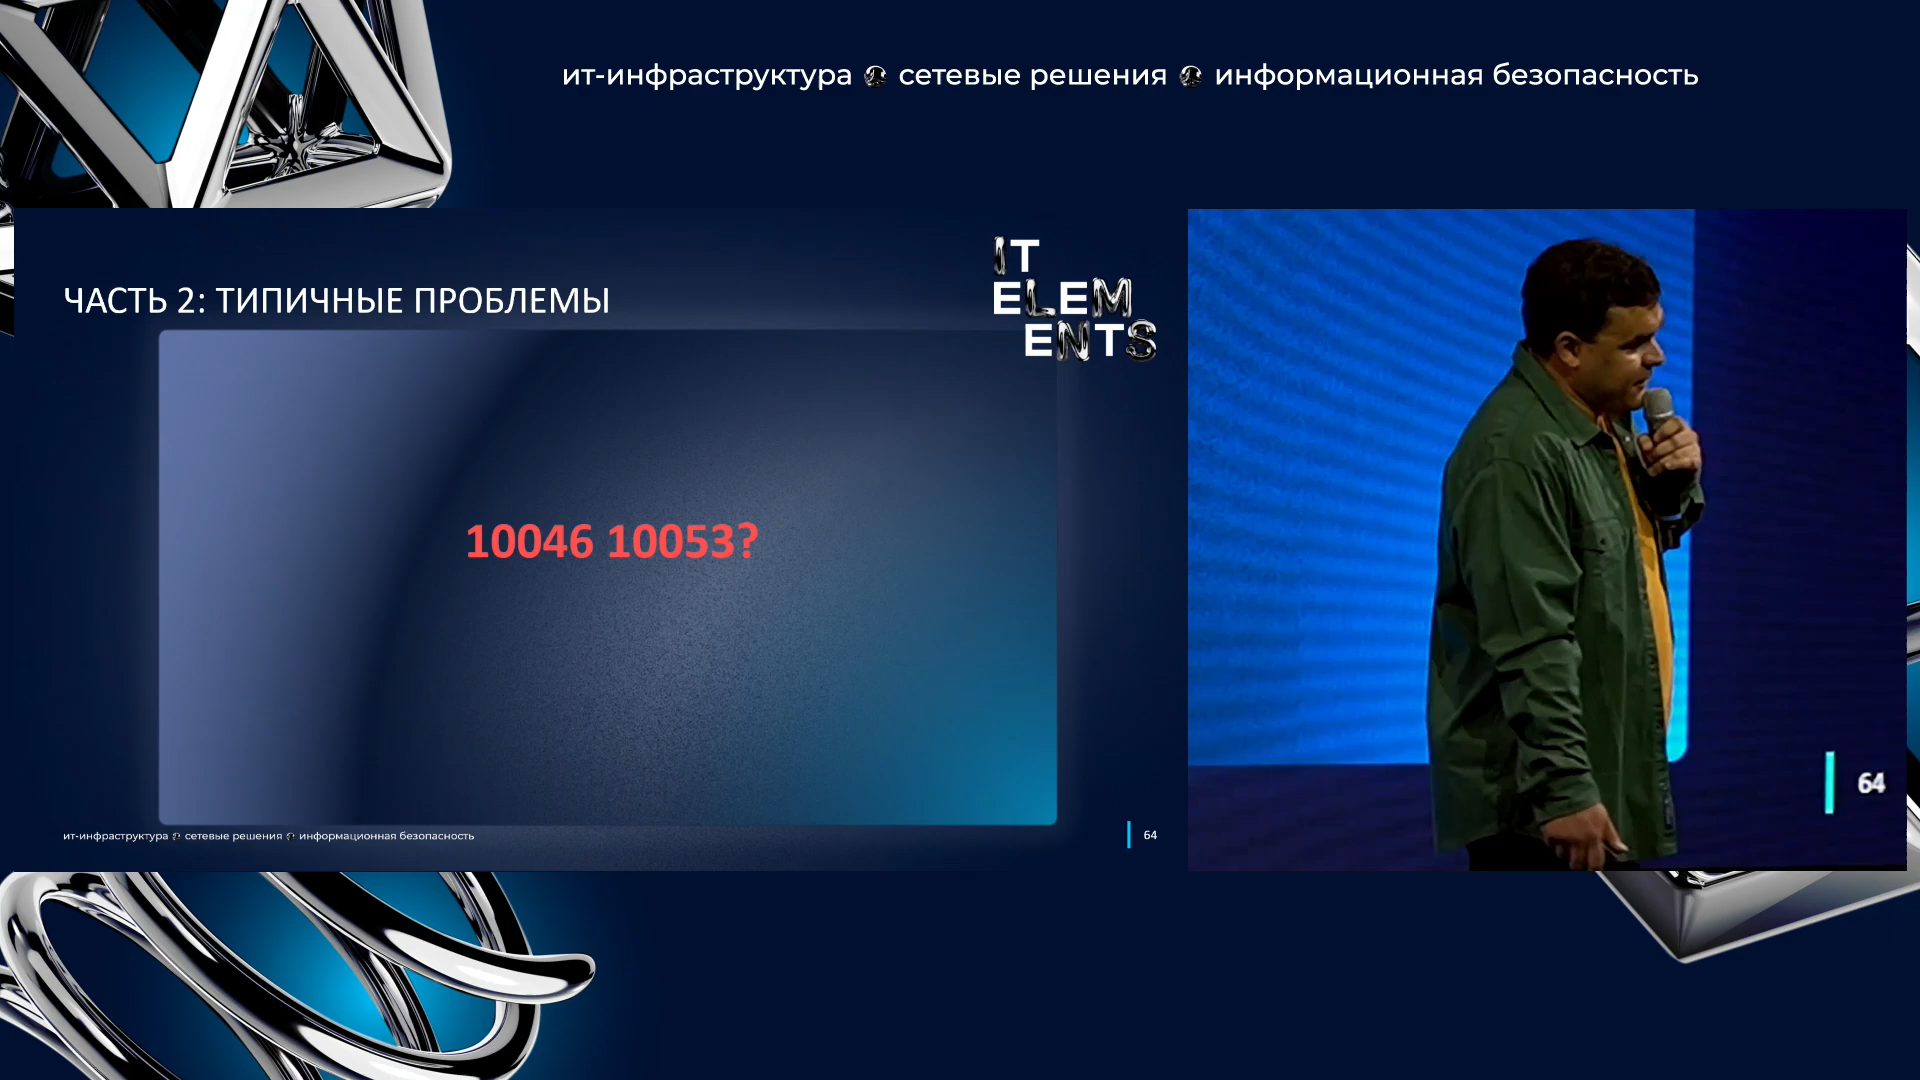 ит-инфраструктура сетевые решения информационная безопасность
IT
ELEM
ENTS
ЧАСТЬ 2: ТИПИЧНЫЕ ПРОБЛЕМЫ
10046 10053?
ит-инфраструктура сетевые решения информационная безопасность
64
64